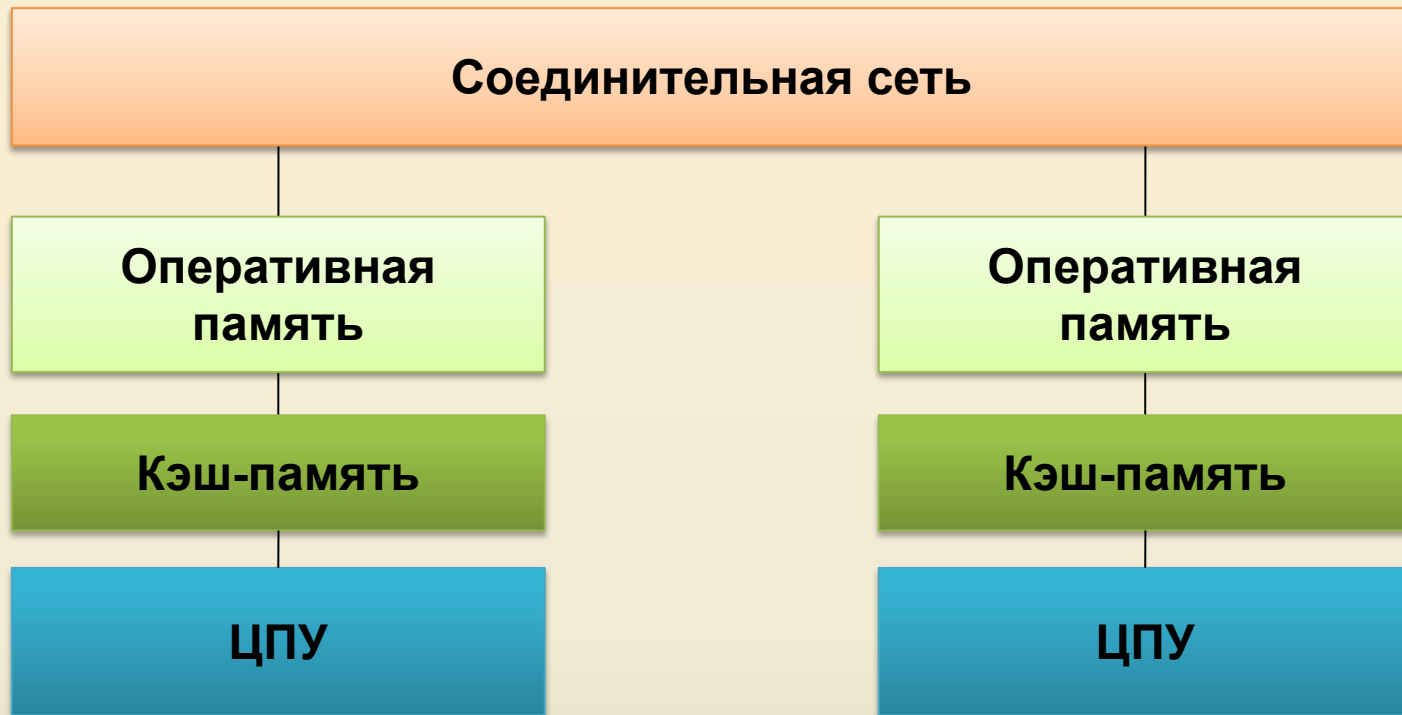 Соединительная сеть
Оперативная
память
Оперативная
память
Кэш-память
Кэш-память
ЦПУ
ЦПУ